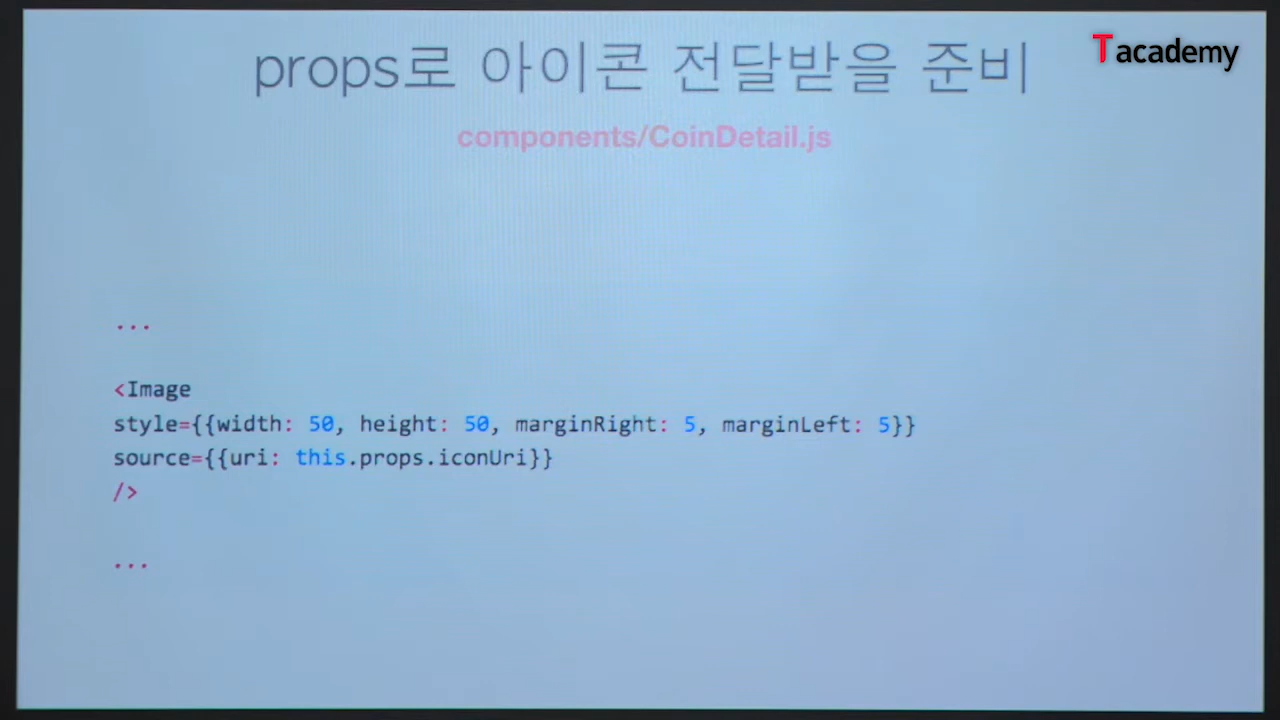 props로 아이콘 전달받을 준비
Tacademy
components/CoinDetail.js
...
<Image
style={{width: 50, height: 50, marginRight: 5, marginLeft: 5}}
source={{uri: this.props.iconUri}}
/>
...